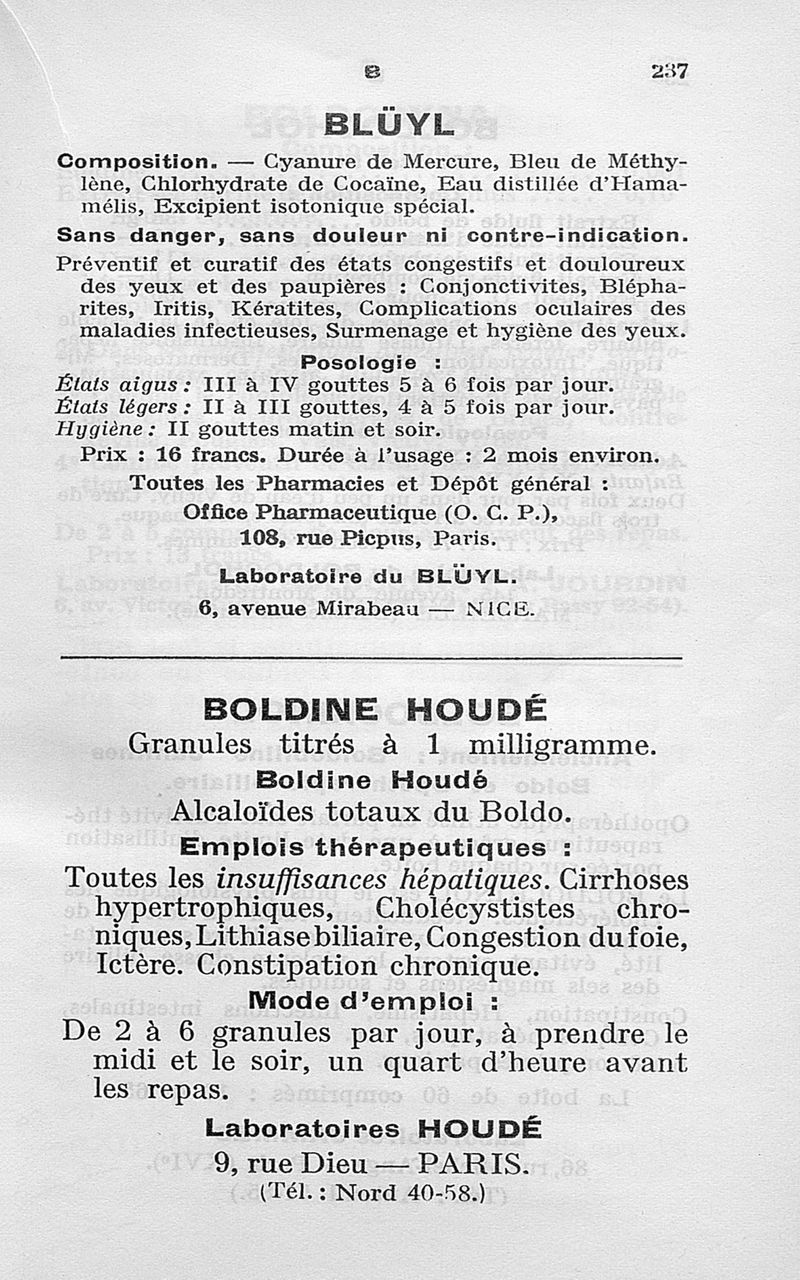 B 237
BLÜYL
Composition. — Cyanure de Mercure, Bleu de Méthy-
lène, Chlorhydrate de Cocaïne, Eau distillée d'Hama-
mélis, Excipient isotonique spécial.
Sans danger, sans douleur ni contre-indication.
Préventif et curatif des états congestifs et douloureux
des yeux et des paupières : Conjonctivites, Blépha-
rites, Iritis, Kératites, Complications oculaires des
maladies infectieuses, Surmenage et hygiène des yeux.
Posologie :
États aigus : III à IV gouttes 5 à 6 fois par jour.
États légers : II à III gouttes, 4 à 5 fois par jour.
Hygiène : II gouttes matin et soir.
Prix : 16 francs. Durée à l'usage : 2 mois environ.
Toutes les Pharmacies et Dépôt général :
Office Pharmaceutique (O. C. P.),
108, rue Picpus, Paris.
Laboratoire du BLÜYL.
6, avenue Mirabeau — NICE.
BOLDINE HOUDÉ
Granules titrés à 1 milligramme.
Boldine Houdé
Alcaloïdes totaux du Boldo.
Emplois thérapeutiques :
Toutes les insuffisances hépatiques. Cirrhoses
hypertrophiques, Cholécystistes chro-
niques, Lithiase biliaire, Congestion du foie,
Ictère. Constipation chronique.
Mode d'emploi :
De 2 à 6 granules par jour, à prendre le
midi et le soir, un quart d'heure avant
les repas.
Laboratoires HOUDÉ
9, rue Dieu — PARIS.
(Tél. : Nord 40-58.)